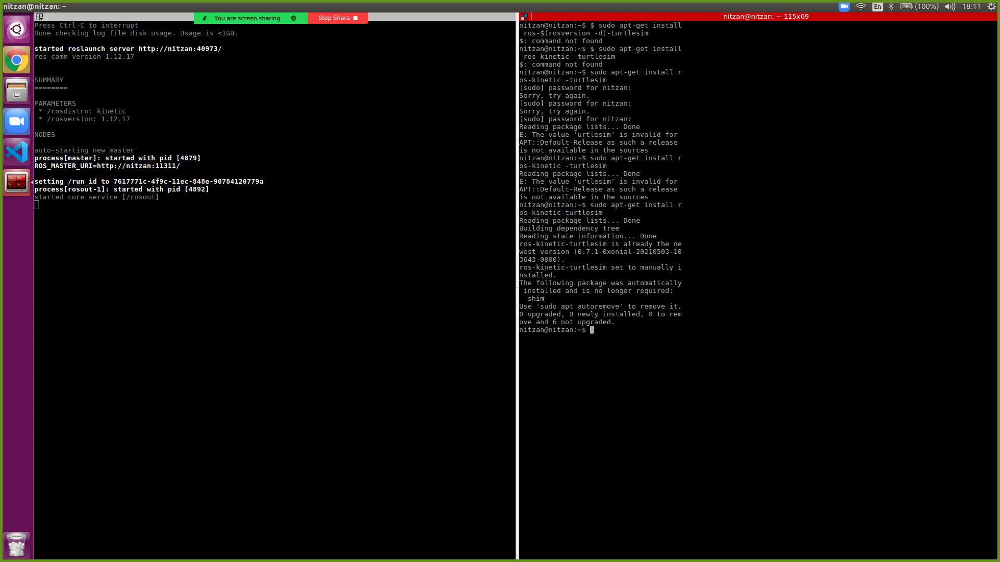 nitzan@nitzan: ~
En
(100%)
18:11
You are screen sharing
Stop Share
Press Ctrl-C to interrupt
Done checking log file disk usage. Usage is <1GB.
started roslaunch server http://nitzan:40973/
ros_comm version 1.12.17
SUMMARY
========
PARAMETERS
* /rosdistro: kinetic
* /rosversion: 1.12.17
NODES
auto-starting new master
process[master]: started with pid [4879]
ROS_MASTER_URI=http://nitzan:11311/
setting /run_id to 7617771c-4f9c-11ec-848e-90784120779a
process[rosout-1]: started with pid [4892]
started core service [/rosout]
nitzan@nitzan: ~ 115x69
nitzan@nitzan:~$ $ sudo apt-get install
ros-$(rosversion -d)-turtlesim
$: command not found
nitzan@nitzan:~$ $ sudo apt-get install
ros-kinetic -turtlesim
$: command not found
nitzan@nitzan:~$ sudo apt-get install r
os-kinetic -turtlesim
[sudo] password for nitzan:
Sorry, try again.
[sudo] password for nitzan:
Sorry, try again.
[sudo] password for nitzan:
Reading package lists... Done
E: The value 'urtlesim' is invalid for
APT::Default-Release as such a release
is not available in the sources
nitzan@nitzan:~$ sudo apt-get install r
os-kinetic -turtlesim
Reading package lists... Done
E: The value 'urtlesim' is invalid for
APT::Default-Release as such a release
is not available in the sources
nitzan@nitzan:~$ sudo apt-get install r
os-kinetic-turtlesim
Reading package lists... Done
Building dependency tree
Reading state information... Done
ros-kinetic-turtlesim is already the ne
west version (0.7.1-0xenial-20210503-10
3643-0800).
ros-kinetic-turtlesim set to manually i
nstalled.
The following package was automatically
installed and is no longer required:
shim
Use 'sudo apt autoremove' to remove it.
0 upgraded, 0 newly installed, 0 to rem
ove and 6 not upgraded.
nitzan@nitzan:~$